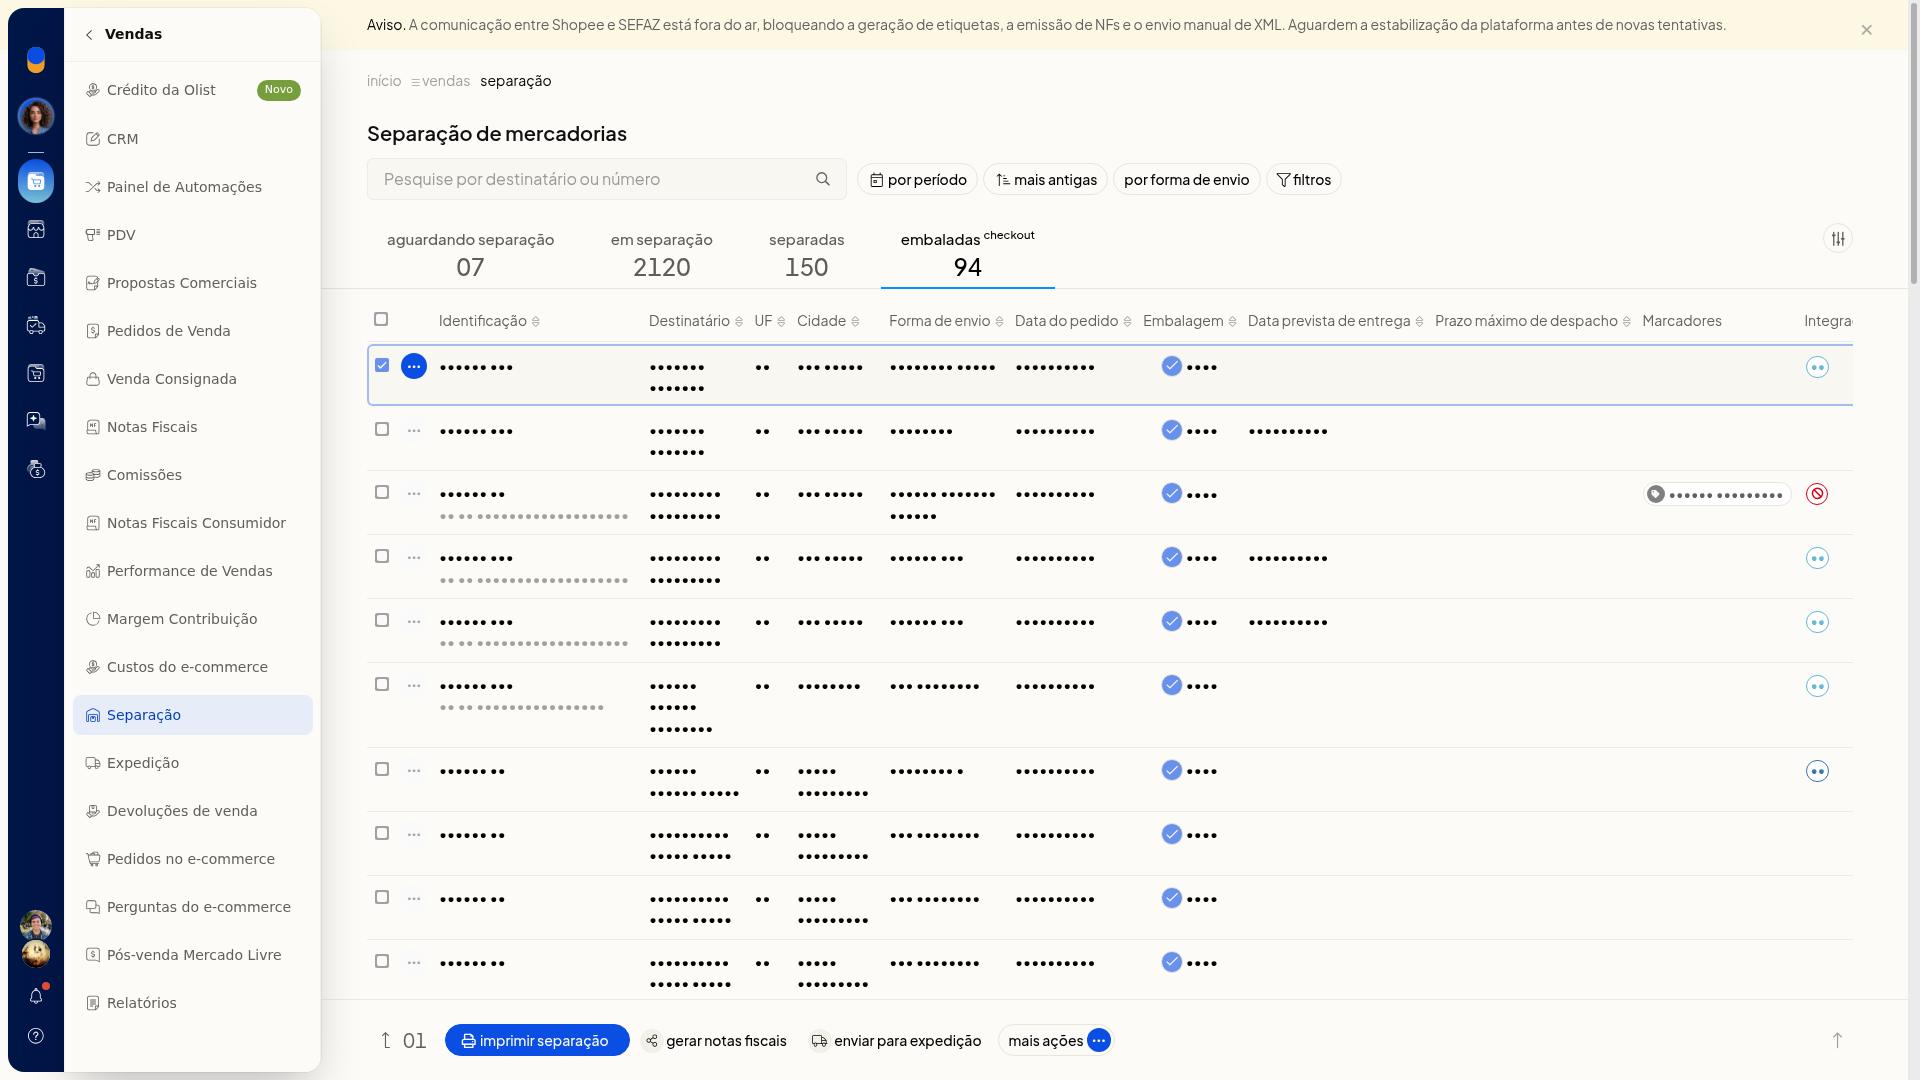 Vendas
Crédito da Olist
Novo
CRM
Painel de Automações
PDV
Propostas Comerciais
Pedidos de Venda
Venda Consignada
Notas Fiscais
Comissões
Notas Fiscais Consumidor
Performance de Vendas
Margem Contribuição
Custos do e-commerce
Separação
Expedição
Devoluções de venda
Pedidos no e-commerce
Perguntas do e-commerce
Pós-venda Mercado Livre
Relatórios
Aviso. A comunicação entre Shopee e SEFAZ está fora do ar, bloqueando a geração de etiquetas, a emissão de NFs e o envio manual de XML. Aguardem a estabilização da plataforma antes de novas tentativas.
início vendas separação
Separação de mercadorias
Pesquise por destinatário ou número
por período
mais antigas
por forma de envio
filtros
aguardando separação
07
em separação
2120
separadas
150
embaladas checkout
94
Identificação Destinatário UF Cidade Forma de envio Data do pedido Embalagem Data prevista de entrega Prazo máximo de despacho Marcadores Integra
01
imprimir separação
gerar notas fiscais
enviar para expedição
mais ações